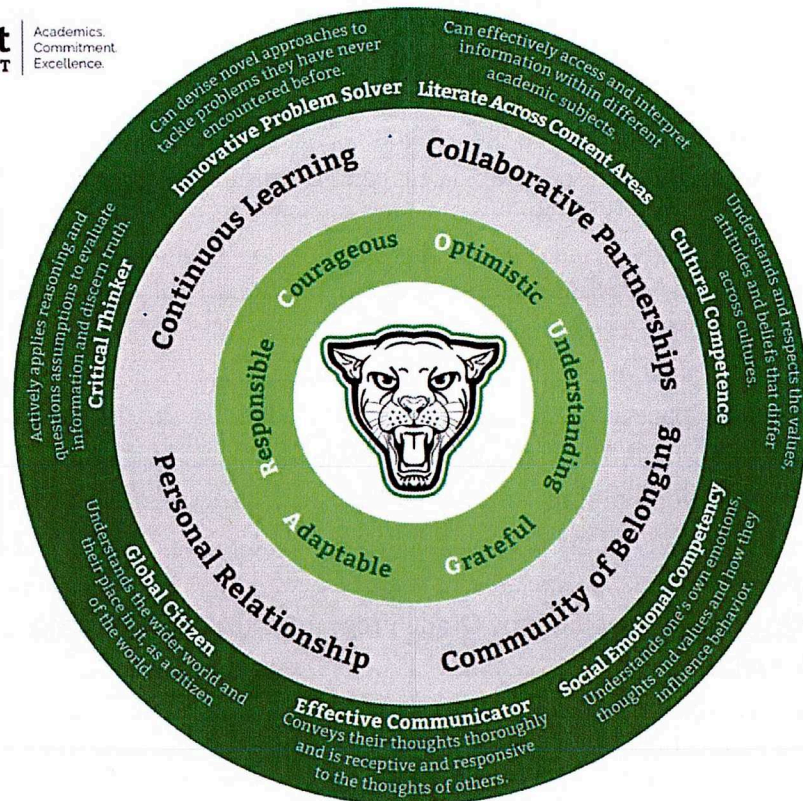 t
T
Academics.
Commitment.
Excellence.
Can devise novel approaches to
tackle problems they have never
encountered before.
Innovative Problem Solver
Can effectively access and interpret
information within different
academic subjects.
Literate Across Content Areas
Understands and respects the values,
attitudes and beliefs that differ
across cultures.
Cultural Competence
Social Emotional Competency
Understands one's own emotions,
thoughts and values and how they
influence behavior.
Effective Communicator
Conveys their thoughts thoroughly
and is receptive and responsive
to the thoughts of others.
Global Citizen
Understands the wider world and
their place in it, as a citizen
of the world.
Actively applies reasoning and
questions assumptions to evaluate
information and discern truth.
Critical Thinker
Continuous Learning
Collaborative Partnerships
Community of Belonging
Personal Relationship
Courageous
Optimistic
Understanding
Grateful
Adaptable
Responsible